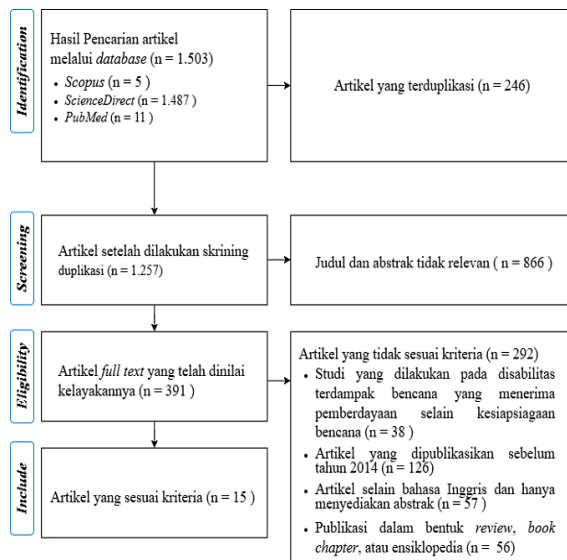 Identification
Hasil Pencarian artikel
melalui database (n = 1.503)
• Scopus (n = 5 )
• ScienceDirect (n = 1.487)
• PubMed (n = 11 )
Artikel yang terduplikasi (n = 246)
Screening
Artikel setelah dilakukan skrining
duplikasi (n = 1.257)
Judul dan abstrak tidak relevan ( n = 866 )
Eligibility
Artikel full text yang telah dinilai
kelayakannya (n = 391 )
Artikel yang tidak sesuai kriteria (n = 292)
• Studi yang dilakukan pada disabilitas
terdampak bencana yang menerima
pemberdayaan selain kesiapsiagaan
bencana (n = 38 )
• Artikel yang dipublikasikan sebelum
tahun 2014 (n = 126)
• Artikel selain bahasa Inggris dan hanya
menyediakan abstrak (n = 57 )
• Publikasi dalam bentuk review, book
chapter, atau ensiklopedia (n = 56)
Include
Artikel yang sesuai kriteria (n = 15 )